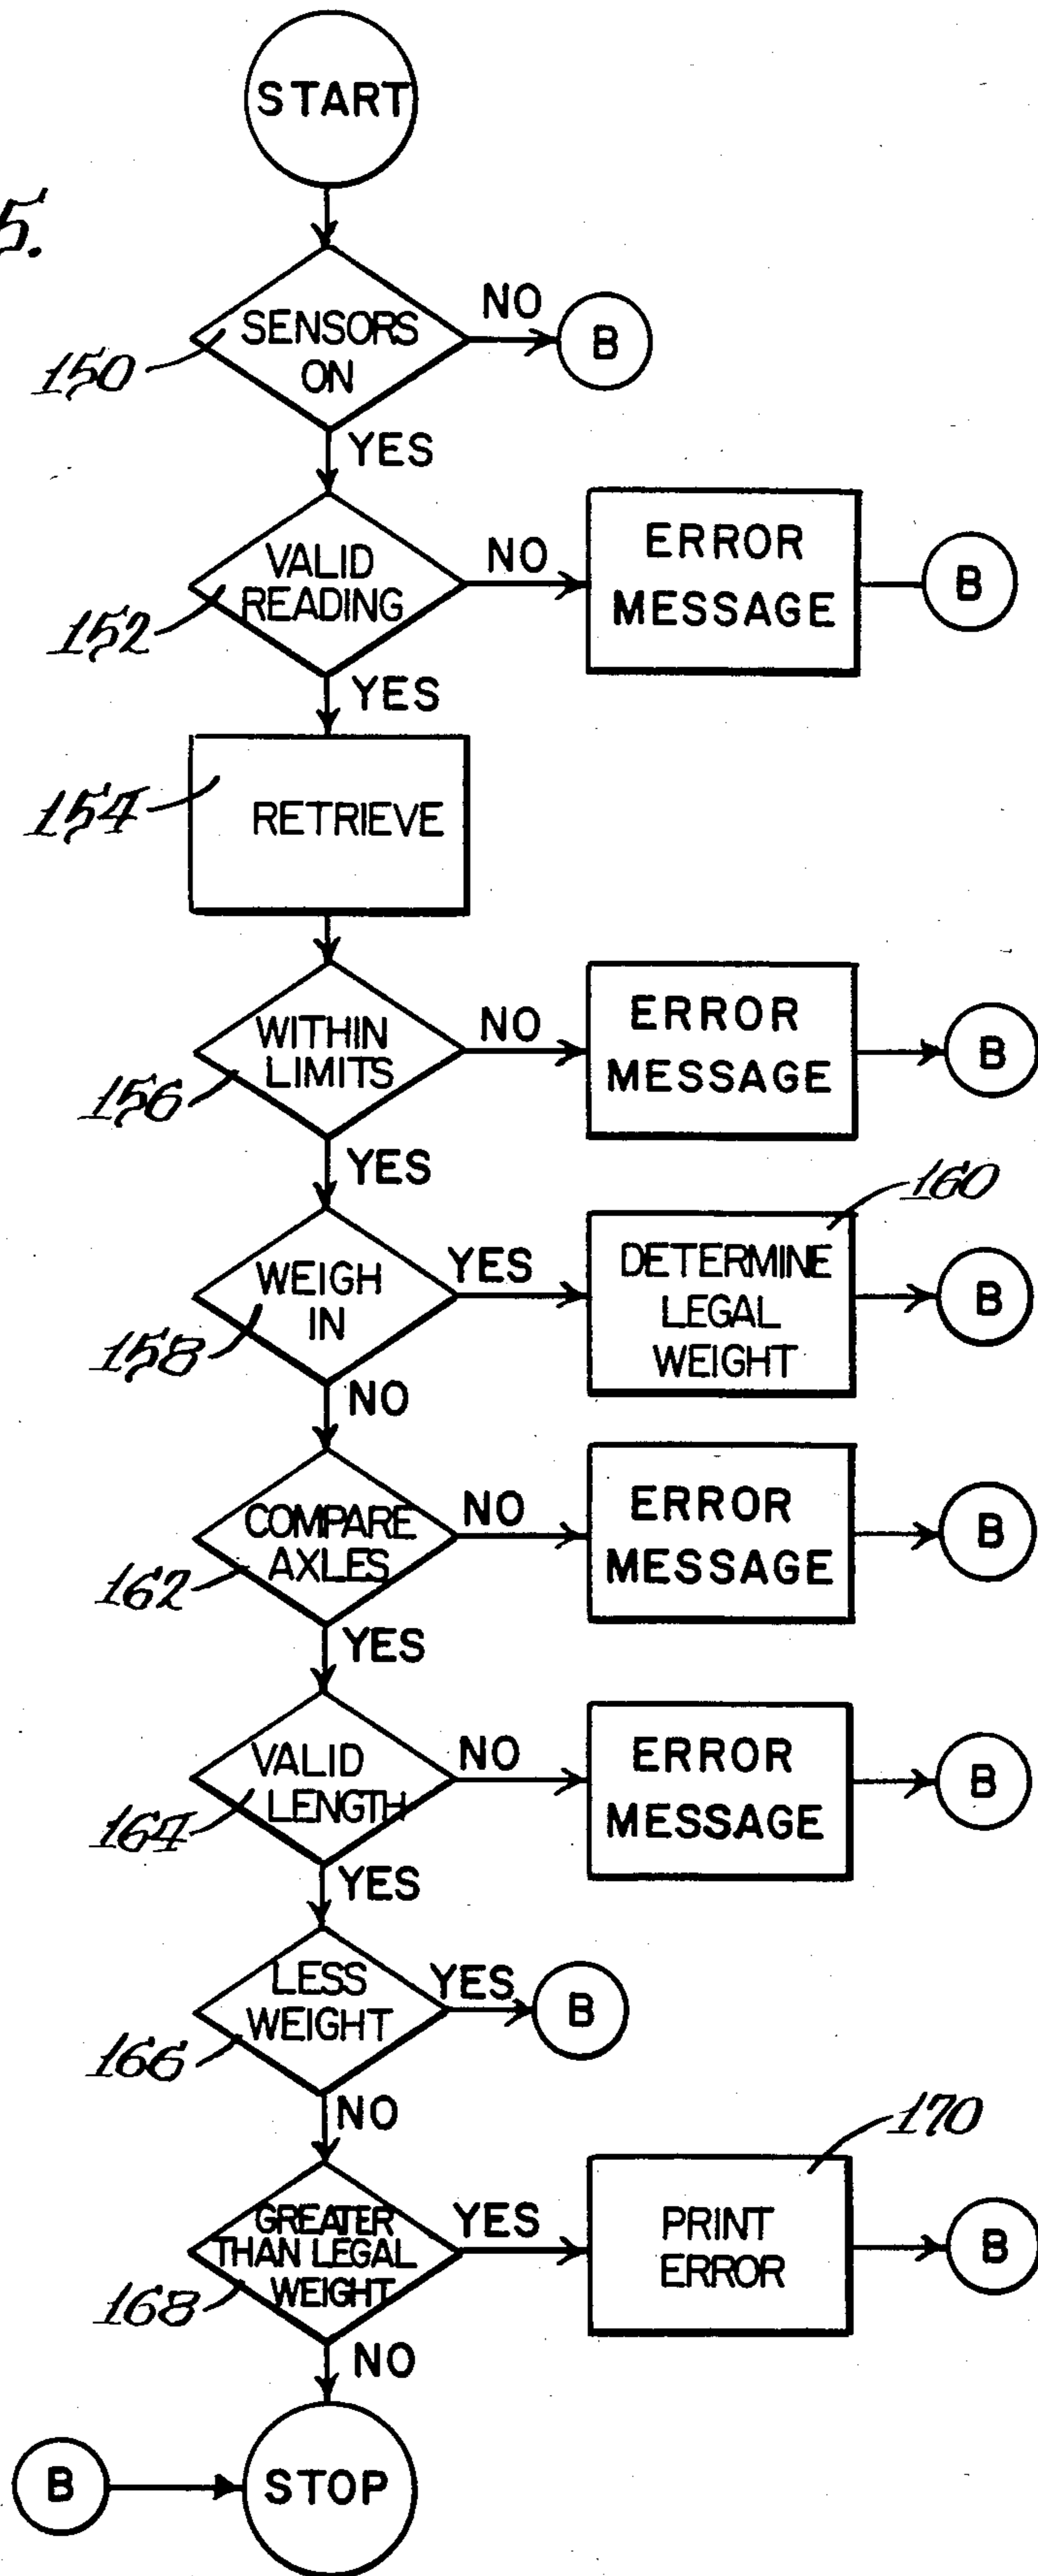 START
5.
SENSORS
ON
NO
B
150
YES
VALID
READING
NO
ERROR
MESSAGE
B
152
YES
154
RETRIEVE
WITHIN
LIMITS
NO
ERROR
MESSAGE
B
156
YES
160
WEIGH
IN
YES
DETERMINE
LEGAL
WEIGHT
B
158
NO
COMPARE
AXLES
NO
ERROR
MESSAGE
B
162
YES
VALID
LENGTH
NO
ERROR
MESSAGE
B
164
YES
LESS
WEIGHT
YES
B
166
NO
170
GREATER
THAN LEGAL
WEIGHT
YES
PRINT
ERROR
B
168
NO
B
STOP